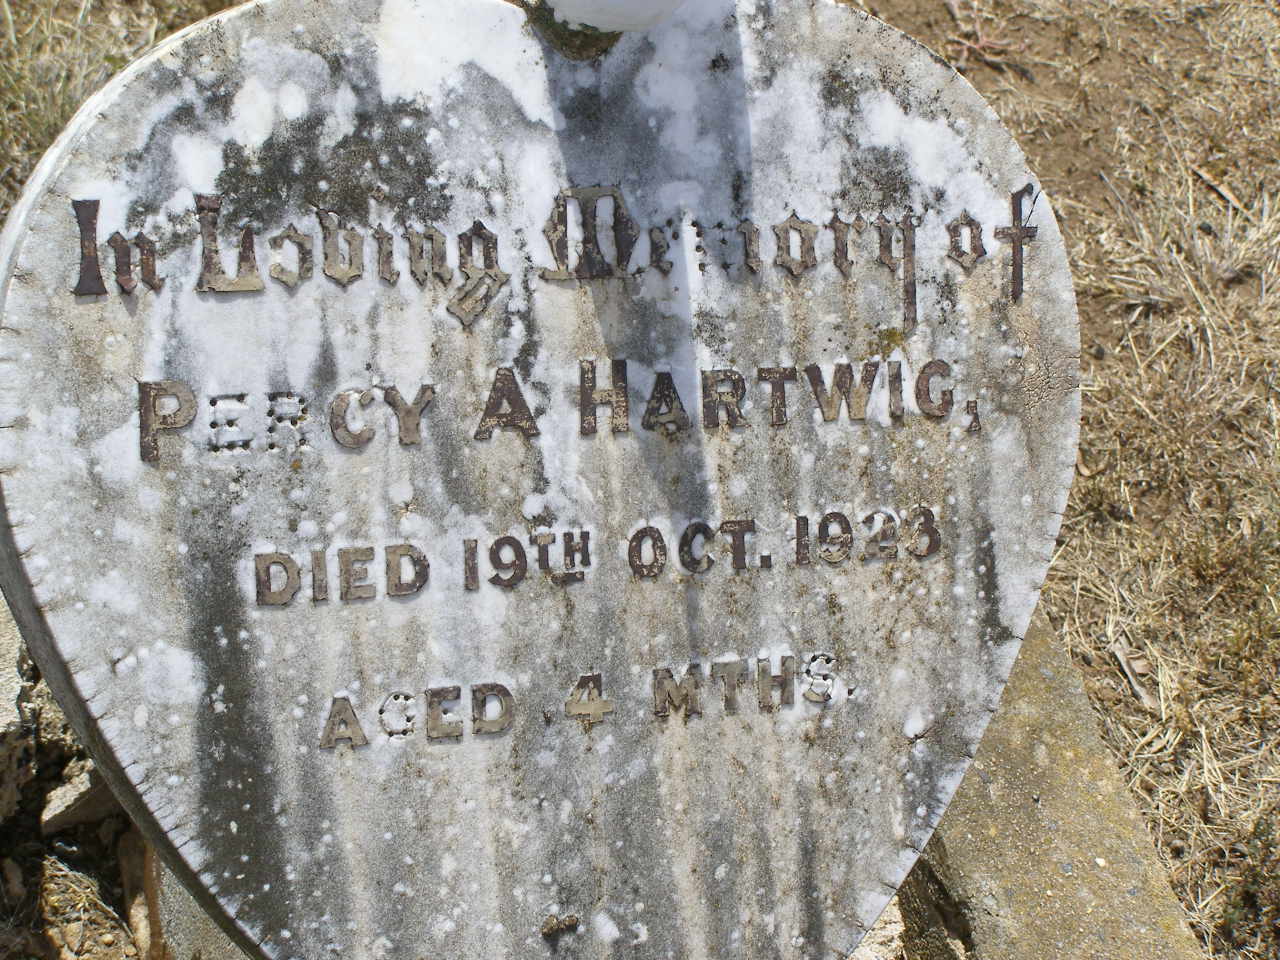 In Loving Memory of
PERCY A HARTWIG,
DIED 19TH OCT. 1923
AGED 4 MTHS.